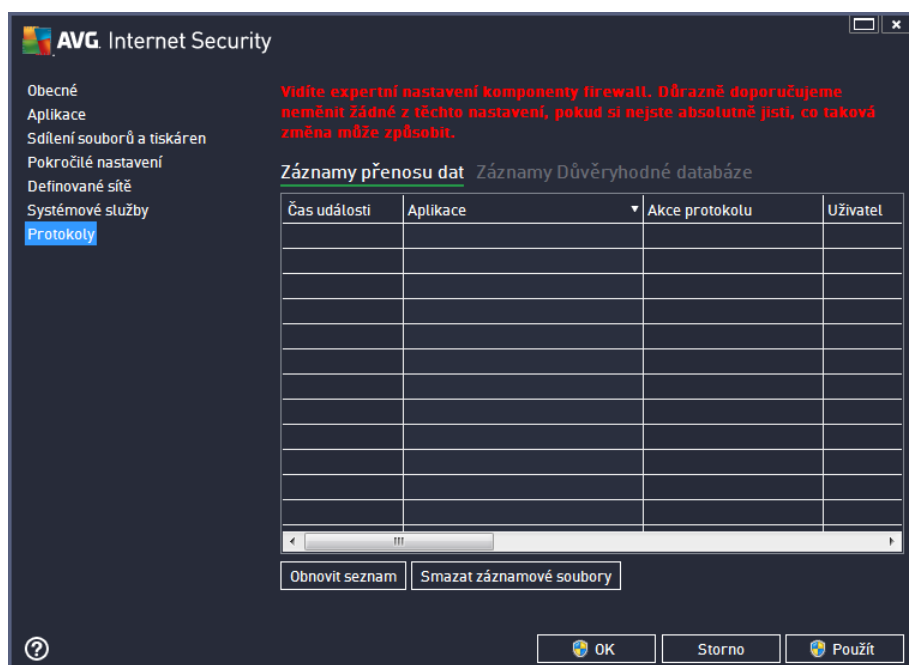 AVG. Internet Security
Obecné
Aplikace
Sdílení souborů a tiskáren
Pokročilé nastavení
Definované sítě
Systémové služby
Protokoly
Vidíte expertní nastavení komponenty firewall. Důrazně doporučujeme
neměnit žádné z těchto nastavení, pokud si nejste absolutně jisti, co taková
změna může způsobit.
Záznamy přenosu dat Záznamy Důvěryhodné databáze
Čas události Aplikace Akce protokolu Uživatel
Obnovit seznam Smazat záznamové soubory
OK Storno Použít